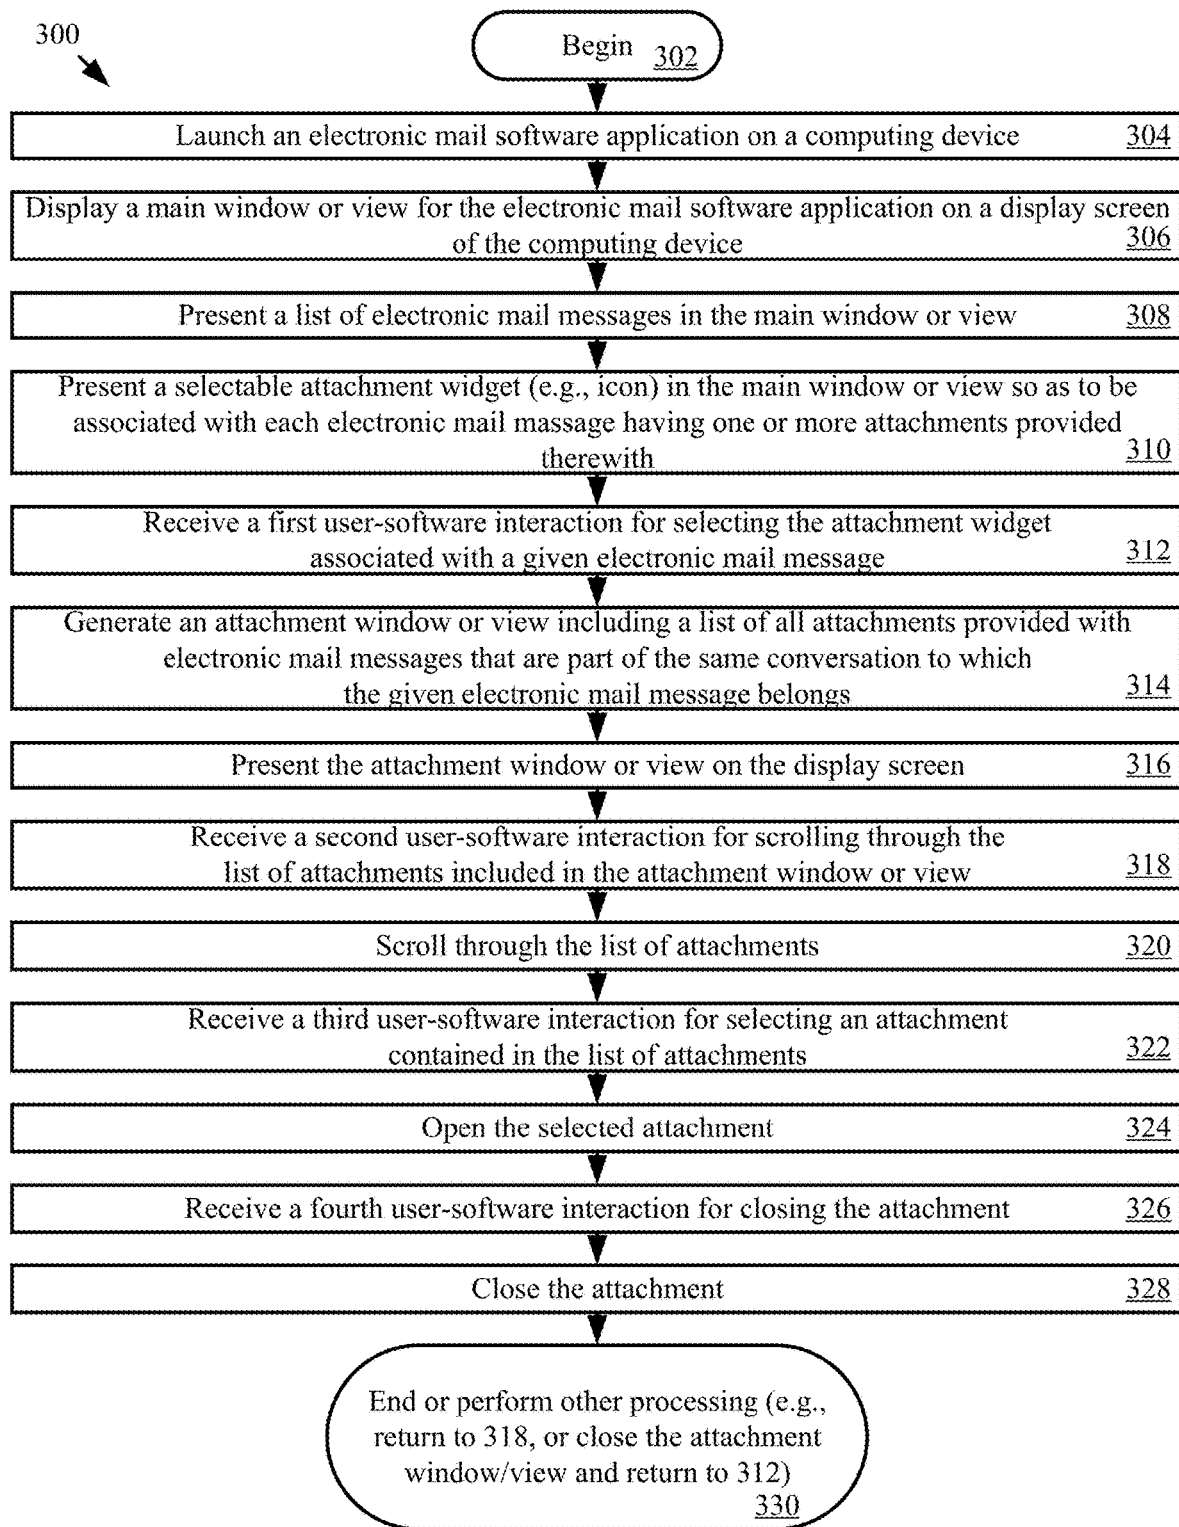 300
Begin 302
Launch an electronic mail software application on a computing device 304
Display a main window or view for the electronic mail software application on a display screen
of the computing device 306
Present a list of electronic mail messages in the main window or view 308
Present a selectable attachment widget (e.g., icon) in the main window or view so as to be
associated with each electronic mail massage having one or more attachments provided
therewith 310
Receive a first user-software interaction for selecting the attachment widget
associated with a given electronic mail message 312
Generate an attachment window or view including a list of all attachments provided with
electronic mail messages that are part of the same conversation to which
the given electronic mail message belongs 314
Present the attachment window or view on the display screen 316
Receive a second user-software interaction for scrolling through the
list of attachments included in the attachment window or view 318
Scroll through the list of attachments 320
Receive a third user-software interaction for selecting an attachment
contained in the list of attachments 322
Open the selected attachment 324
Receive a fourth user-software interaction for closing the attachment 326
Close the attachment 328
End or perform other processing (e.g.,
return to 318, or close the attachment
window/view and return to 312)
330